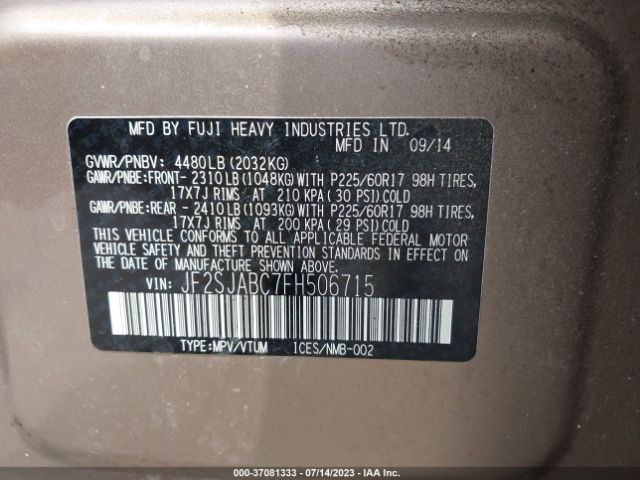 MFD BY FUJI HEAVY INDUSTRIES LTD.
MFD IN 09/14
GVWR/PNBV: 4480LB(2032KG)
GAWR/PNBE:FRONT- 2310LB(1048KG)WITH P225/60R17 98H TIRES,
17X7J RIMS AT 210 KPA(30 PSI)COLD
GAWR/PNBE:REAR - 2410LB(1093KG)WITH P225/60R17 98H TIRES,
17X7J RIMS AT 200 KPA(29 PSI)COLD
THIS VEHICLE CONFORMS TO ALL APPLICABLE FEDERAL MOTOR
VEHICLE SAFETY AND THEFT PREVENTION STANDARDS IN EFFECT ON
THE DATE OF MANUFACTURE SHOWN ABOVE.
VIN: JF2SJABC7FH506715
TYPE:MPV/VTUM ICES/NMB-002
000-37081333 - 07/14/2023 - IAA Inc.